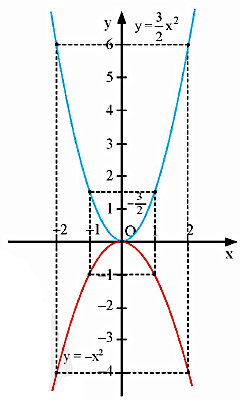 y
y=3/2 x²
6
5
4
3
2
3/2
1
-2 -1 O 1 2
x
-1
-2
-3
y = -x²
-4